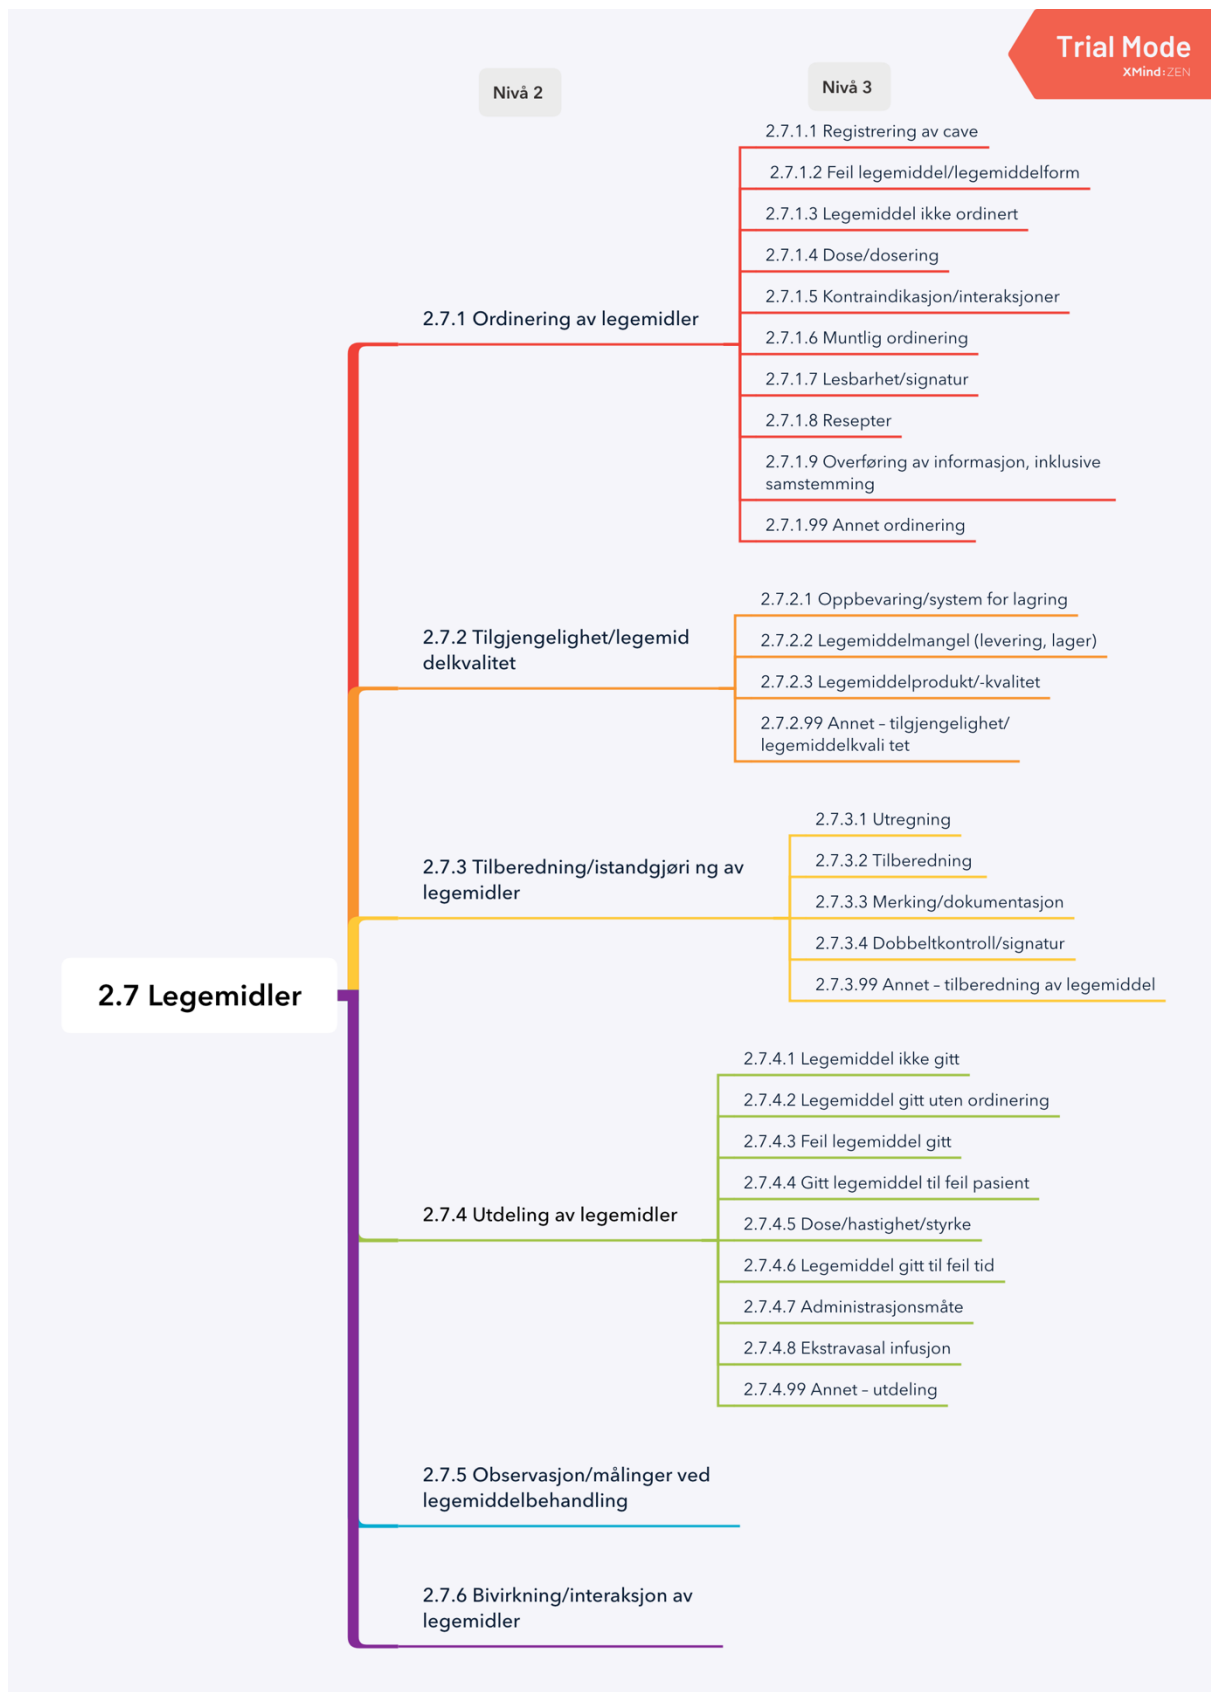 Trial Mode
XMind:ZEN
Nivå 2
Nivå 3
2.7 Legemidler
2.7.1 Ordinering av legemidler
2.7.1.1 Registrering av cave
2.7.1.2 Feil legemiddel/legemiddelform
2.7.1.3 Legemiddel ikke ordinert
2.7.1.4 Dose/dosering
2.7.1.5 Kontraindikasjon/interaksjoner
2.7.1.6 Muntlig ordinering
2.7.1.7 Lesbarhet/signatur
2.7.1.8 Resepter
2.7.1.9 Overføring av informasjon, inklusive
samstemming
2.7.1.99 Annet ordinering
2.7.2 Tilgjengelighet/legemid
delkvalitet
2.7.2.1 Oppbevaring/system for lagring
2.7.2.2 Legemiddelmangel (levering, lager)
2.7.2.3 Legemiddelprodukt/-kvalitet
2.7.2.99 Annet – tilgjengelighet/
legemiddelkvali tet
2.7.3 Tilberedning/istandgjøri ng av
legemidler
2.7.3.1 Utregning
2.7.3.2 Tilberedning
2.7.3.3 Merking/dokumentasjon
2.7.3.4 Dobbeltkontroll/signatur
2.7.3.99 Annet – tilberedning av legemiddel
2.7.4 Utdeling av legemidler
2.7.4.1 Legemiddel ikke gitt
2.7.4.2 Legemiddel gitt uten ordinering
2.7.4.3 Feil legemiddel gitt
2.7.4.4 Gitt legemiddel til feil pasient
2.7.4.5 Dose/hastighet/styrke
2.7.4.6 Legemiddel gitt til feil tid
2.7.4.7 Administrasjonsmåte
2.7.4.8 Ekstravasal infusjon
2.7.4.99 Annet – utdeling
2.7.5 Observasjon/målinger ved
legemiddelbehandling
2.7.6 Bivirkning/interaksjon av
legemidler